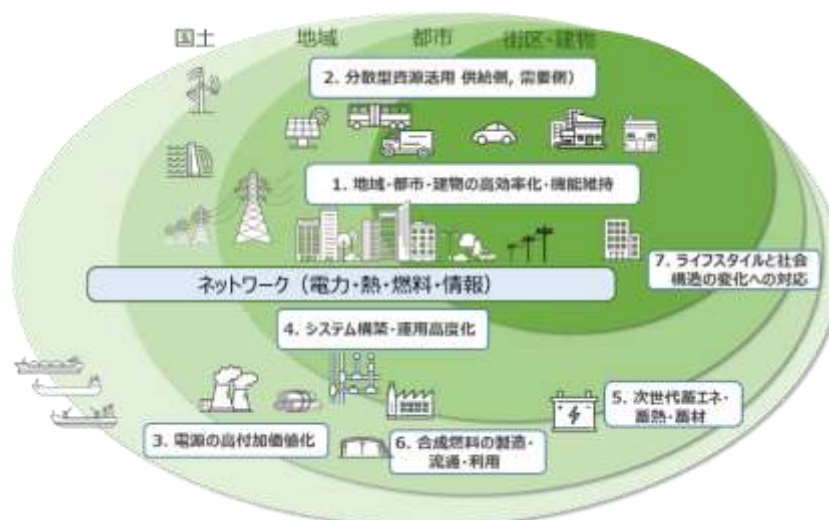 国土 地域 都市 街区・建物
2. 分散型資源活用 供給側, 需要側）
1. 地域・都市・建物の高効率化・機能維持
7. ライフスタイルと社会
構造の変化への対応
ネットワーク（電力・熱・燃料・情報）
4. システム構築・運用高度化
5. 次世代蓄エネ・
蓄熱・蓄材
3. 電源の高付加価値化
6. 合成燃料の製造・
流通・利用